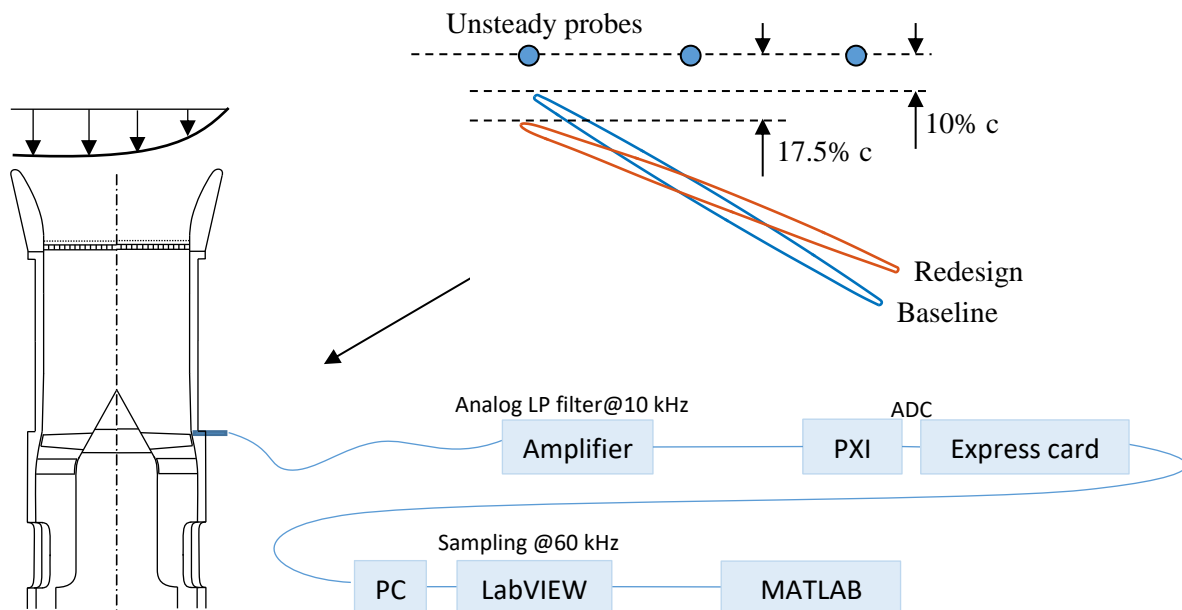 Unsteady probes
10% c
17.5% c
Redesign
Baseline
Analog LP filter@10 kHz
ADC
Amplifier
PXI
Express card
Sampling @60 kHz
PC
LabVIEW
MATLAB